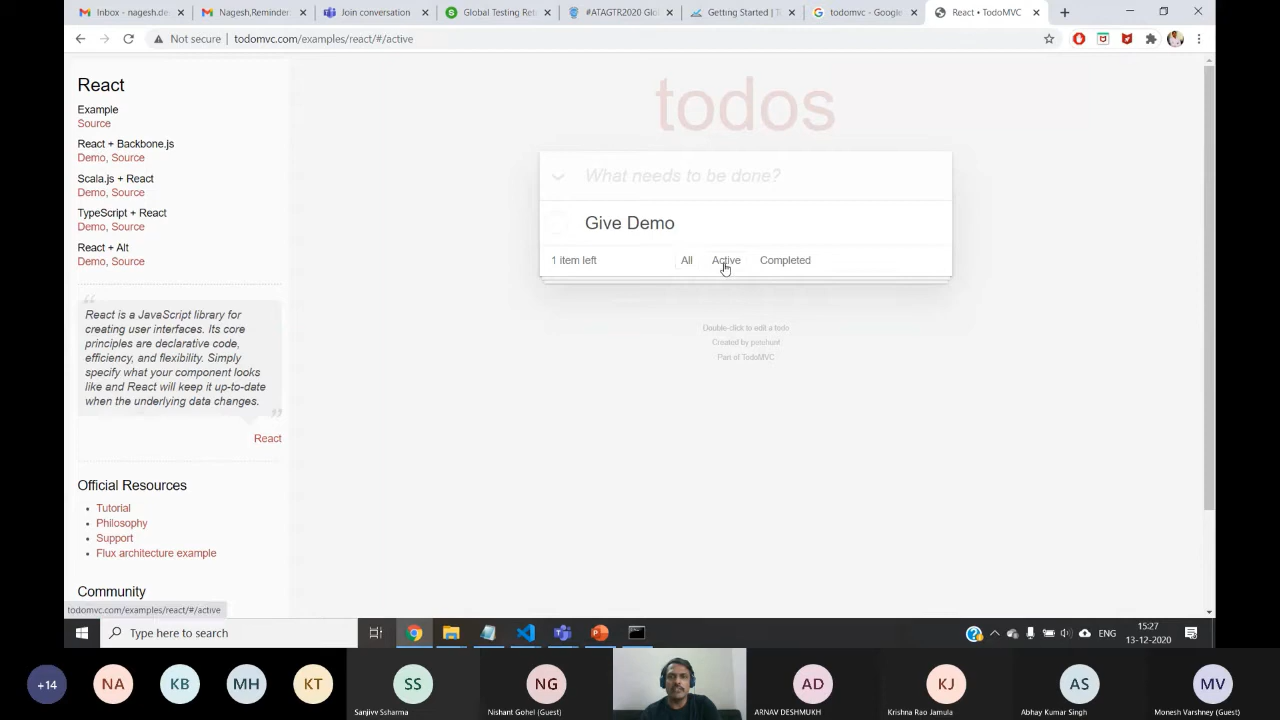 Inbox - nagesh.de
Nagesh,Reminder
Join conversation
Global Testing Ret
#ATAGTR2020 Glo
Getting Started | T
todomvc - Google
React • TodoMVC
Not secure
todomvc.com/examples/react/#/active
React
Example
Source
React + Backbone.js
Demo, Source
Scala.js + React
Demo, Source
TypeScript + React
Demo, Source
React + Alt
Demo, Source
“
React is a JavaScript library for
creating user interfaces. Its core
principles are declarative code,
efficiency, and flexibility. Simply
specify what your component looks
like and React will keep it up-to-date
when the underlying data changes.
”
React
Official Resources
Tutorial
Philosophy
Support
Flux architecture example
Community
todomvc.com/examples/react/#/active
todos
What needs to be done?
Give Demo
1 item left
All
Active
Completed
Double-click to edit a todo
Created by petehunt
Part of TodoMVC
Type here to search
ENG
15:27
13-12-2020
+14
NA
KB
MH
KT
SS
Sanjivv Ssharma
NG
Nishant Gohel (Guest)
AD
ARNAV DESHMUKH
KJ
Krishna Rao Jamula
AS
Abhay Kumar Singh
MV
Monesh Varshney (Guest)